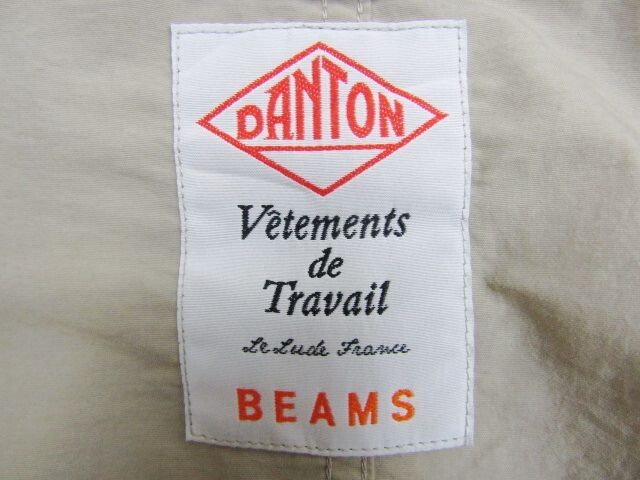 DANTON
Vêtements
de
Travail
Le Lude France
BEAMS